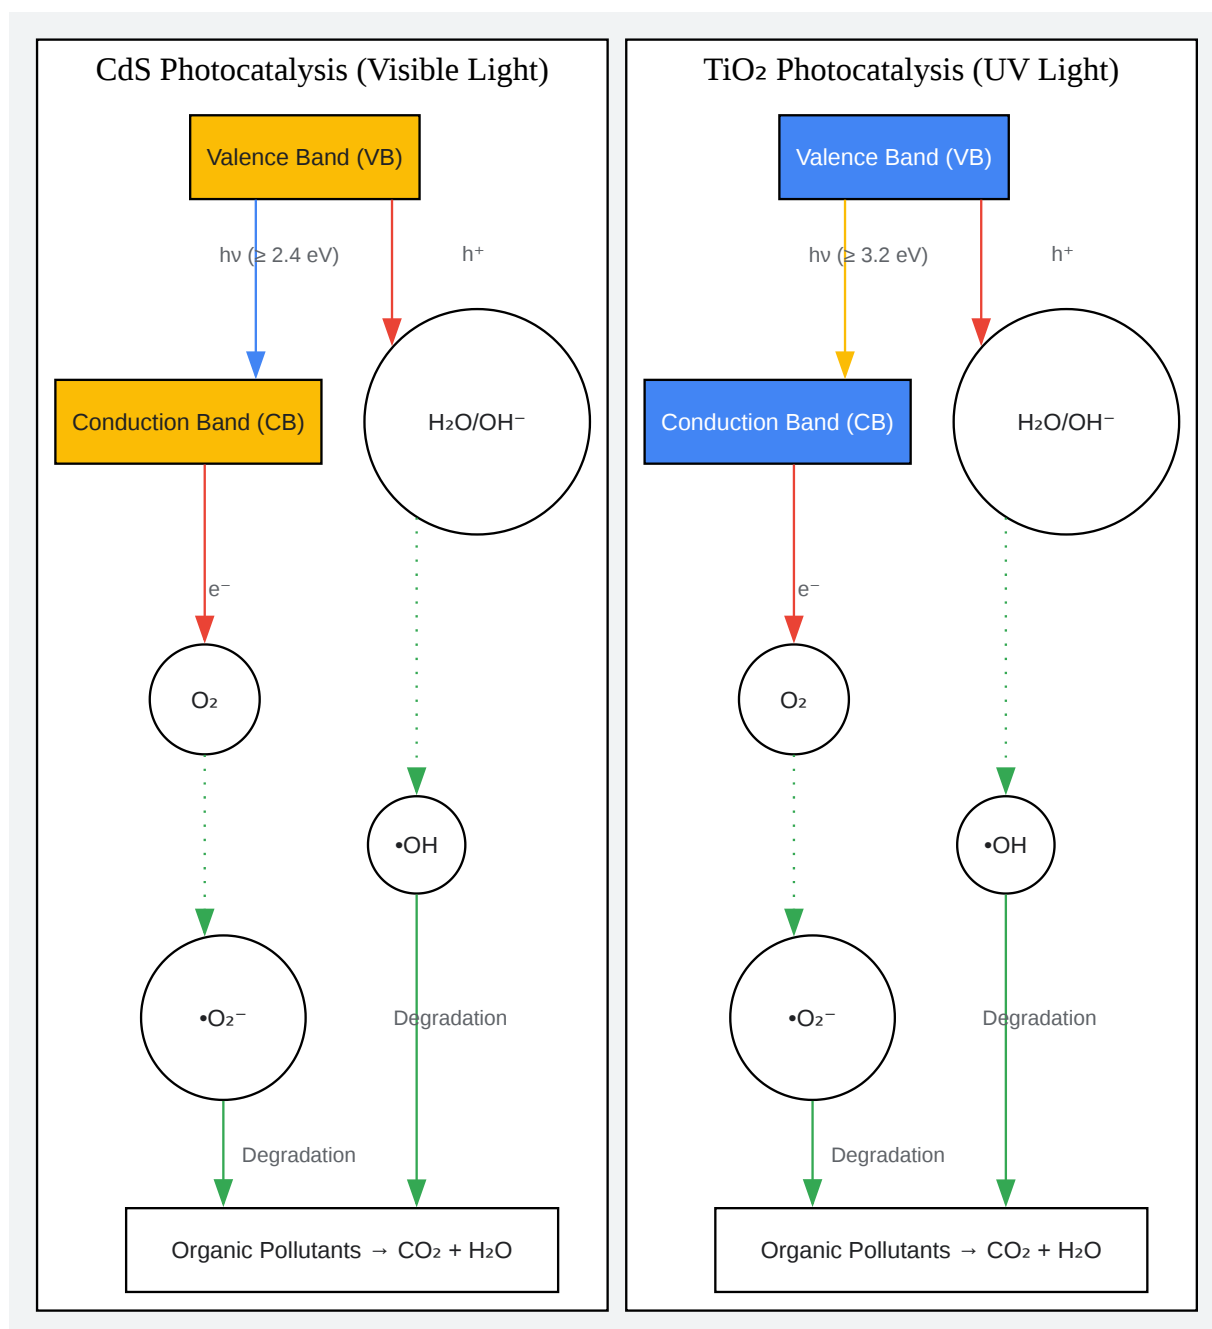 CdS Photocatalysis (Visible Light)
Valence Band (VB)
hν (≥ 2.4 eV)
h⁺
Conduction Band (CB)
H₂O/OH⁻
e⁻
O₂
•OH
•O₂⁻
Degradation
Degradation
Organic Pollutants → CO₂ + H₂O
TiO₂ Photocatalysis (UV Light)
Valence Band (VB)
hν (≥ 3.2 eV)
h⁺
Conduction Band (CB)
H₂O/OH⁻
e⁻
O₂
•OH
•O₂⁻
Degradation
Degradation
Organic Pollutants → CO₂ + H₂O